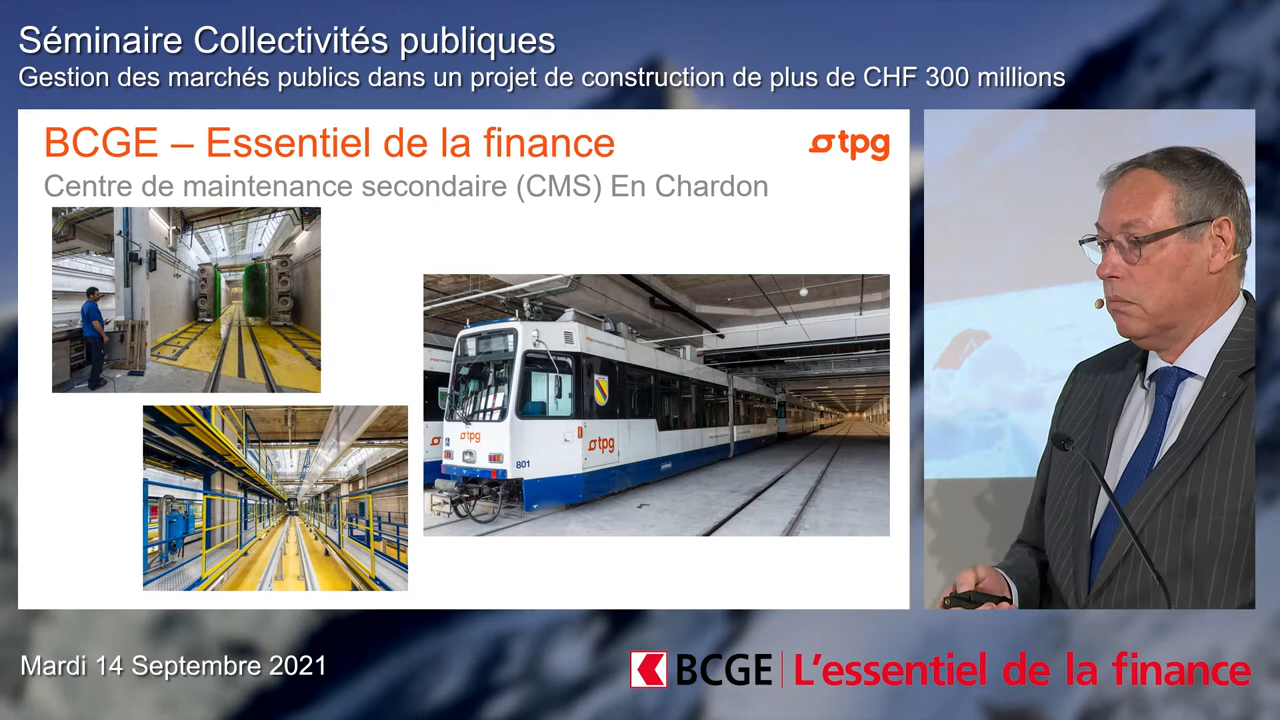 Séminaire Collectivités publiques
Gestion des marchés publics dans un projet de construction de plus de CHF 300 millions
BCGE – Essentiel de la finance
tpg
Centre de maintenance secondaire (CMS) En Chardon
tpg
tpg
tpg
801
Mardi 14 Septembre 2021
BCGE L'essentiel de la finance